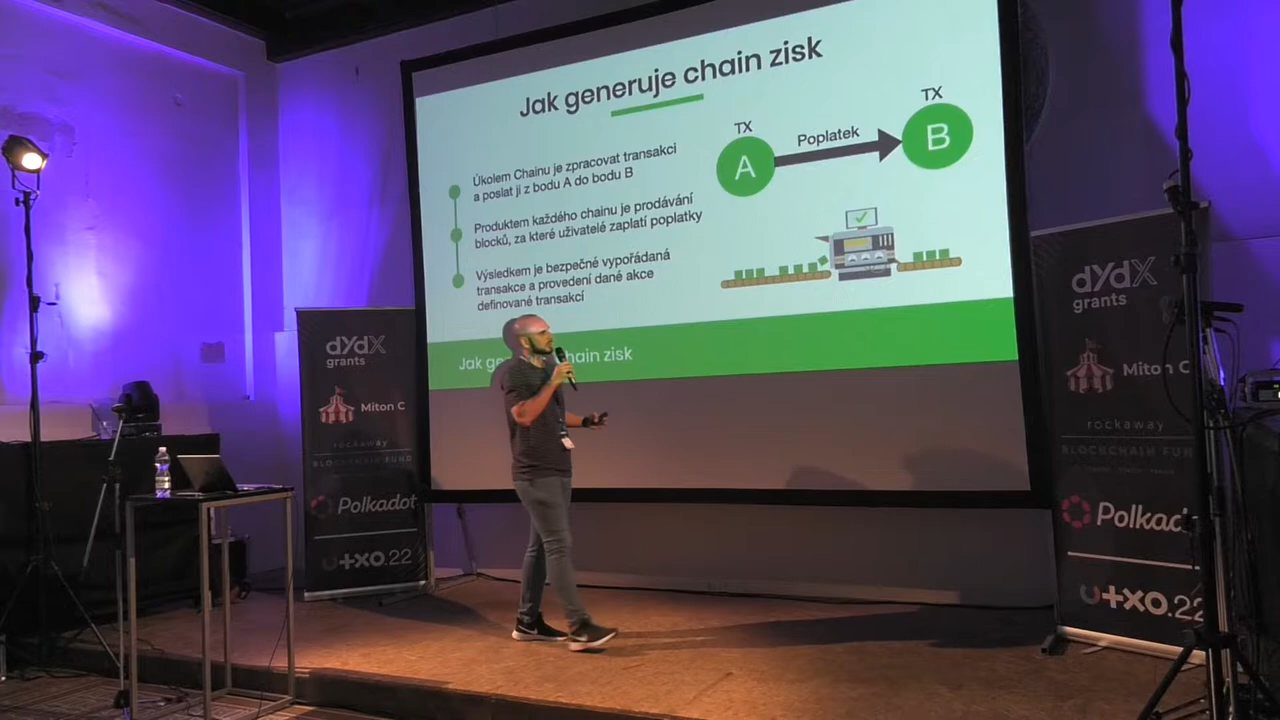 Jak generuje chain zisk
Úkolem Chainu je zpracovat transakci
a poslat ji z bodu A do bodu B
Produktem každého chainu je prodávání
blocků, za které uživatelé zaplatí poplatky
Výsledkem je bezpečné vypořádaná
transakce a provedení dané akce
definované transakcí
TX
A
Poplatek
TX
B
Jak ge chain zisk
dYdX
grants
Miton C
rockaway
BLOCKCHAIN FUND
Polkadot
utxo.22
dYdX
grants
Miton C
rockaway
BLOCKCHAIN FUN
Polkad
utxo.22